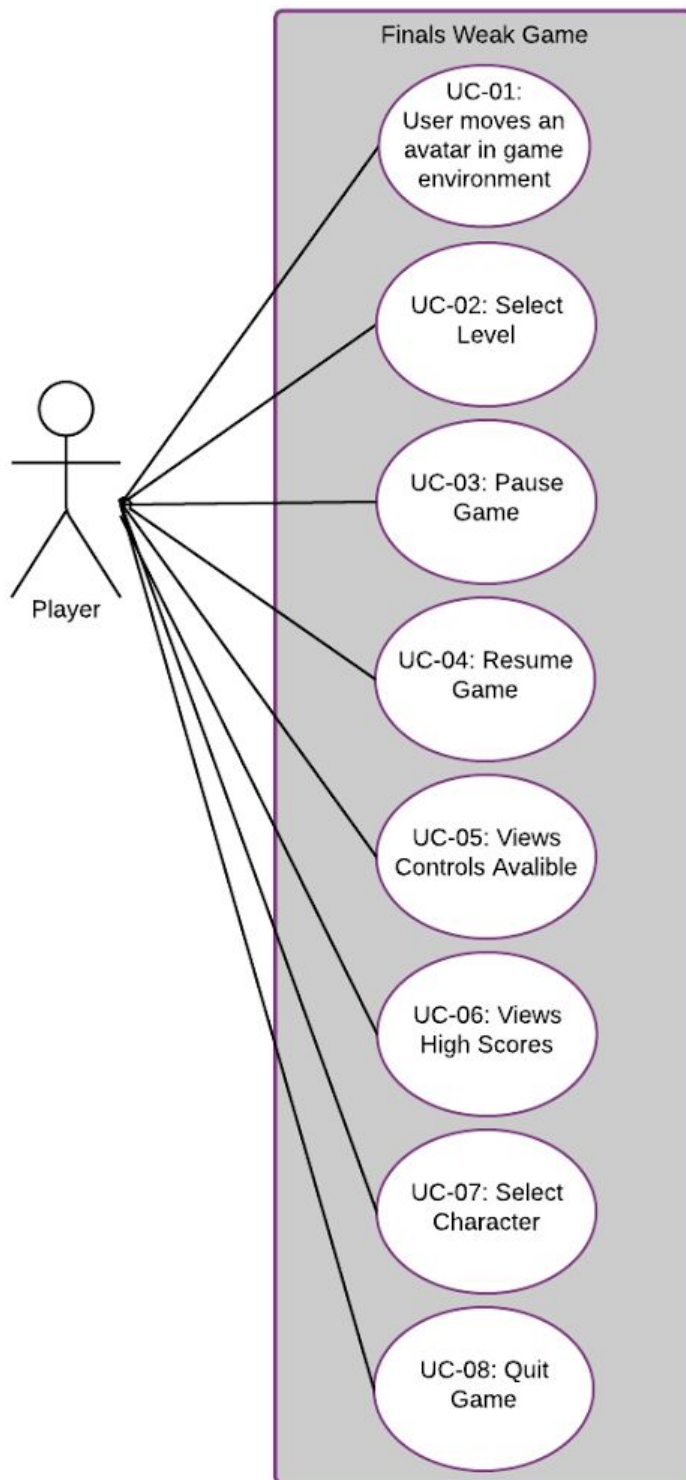 Finals Weak Game
UC-01:
User moves an
avatar in game
environment
UC-02: Select
Level
UC-03: Pause
Game
Player
UC-04: Resume
Game
UC-05: Views
Controls Avalible
UC-06: Views
High Scores
UC-07: Select
Character
UC-08: Quit
Game